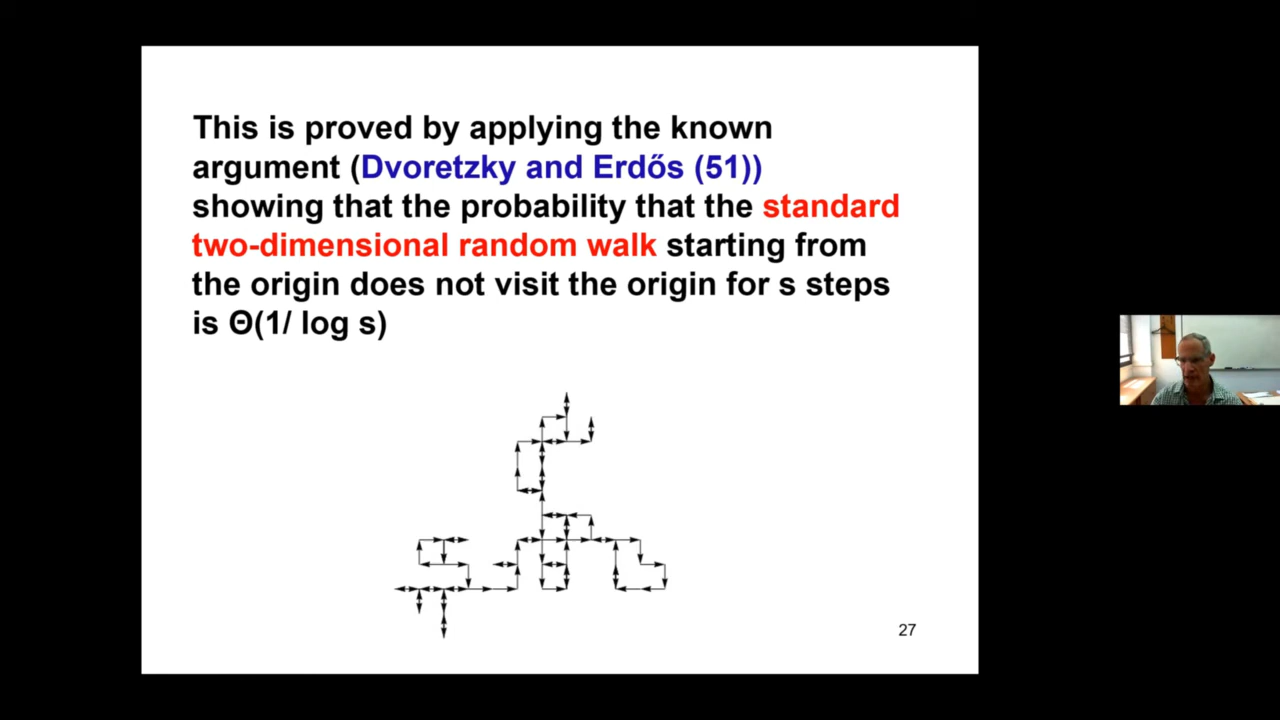 This is proved by applying the known
argument (Dvoretzky and Erdős (51))
showing that the probability that the standard
two-dimensional random walk starting from
the origin does not visit the origin for s steps
is Θ(1/ log s)
27